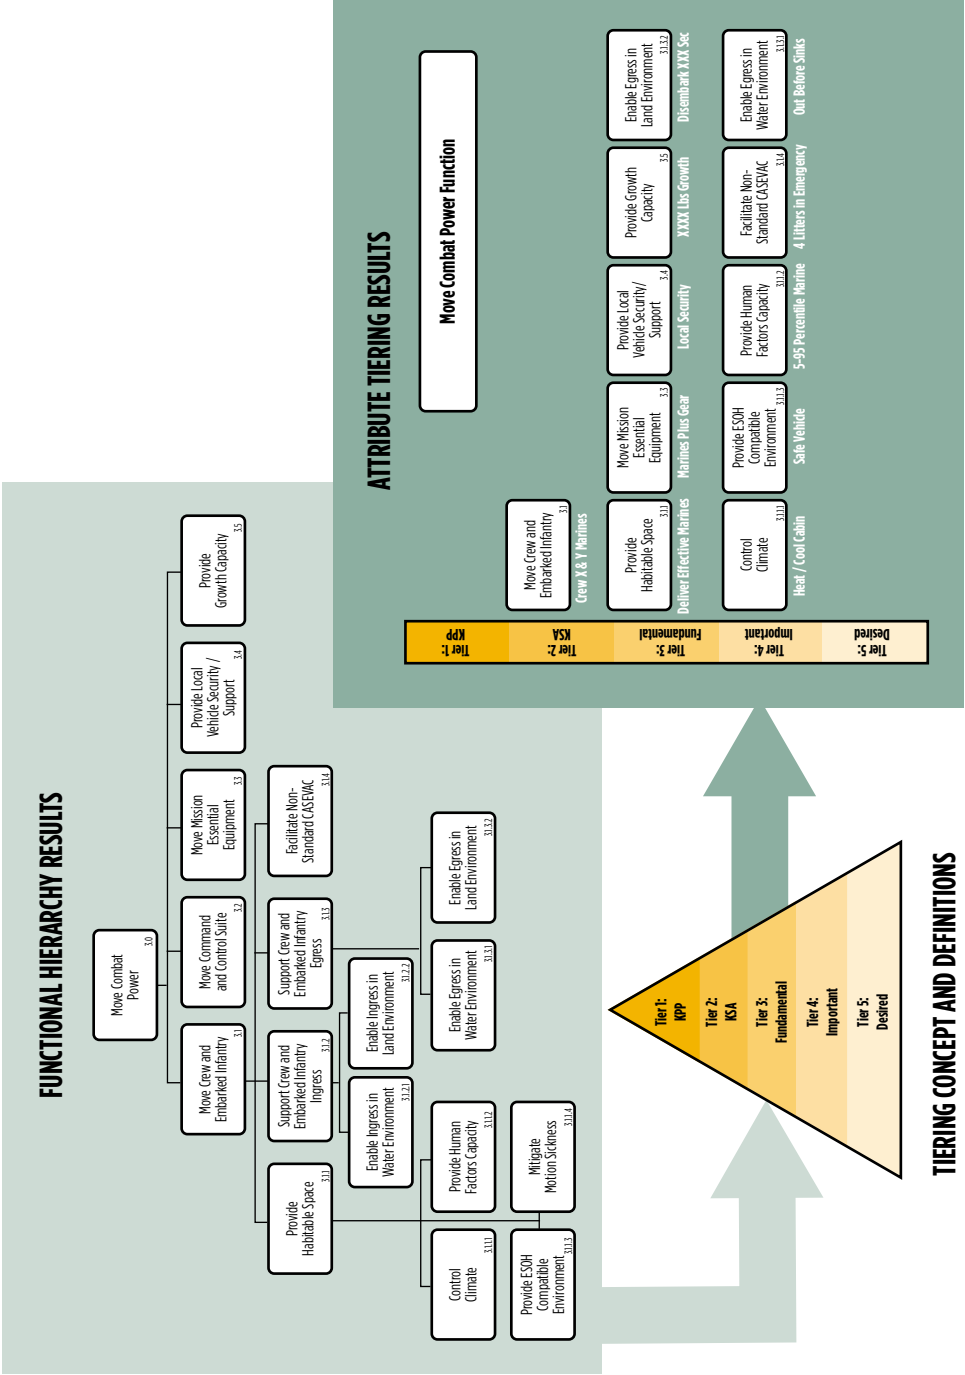 FUNCTIONAL HIERARCHY RESULTS
Move Combat
Power
3.0
Move Crew and
Embarked Infantry
3.1
Move Command
and Control Suite
3.2
Move Mission
Essential
Equipment
3.3
Provide Local
Vehicle Security /
Support
3.4
Provide
Growth Capacity
3.5
Provide
Habitable Space
3.1.1
Support Crew and
Embarked Infantry
Ingress
3.1.2
Support Crew and
Embarked Infantry
Egress
3.1.3
Facilitate Non-
Standard CASEVAC
3.1.4
Enable Ingress in
Water Environment
3.1.2.1
Enable Ingress in
Land Environment
3.1.2.2
Control
Climate
3.1.1.1
Provide Human
Factors Capacity
3.1.1.2
Enable Egress in
Water Environment
3.1.3.1
Enable Egress in
Land Environment
3.1.3.2
Provide ESOH
Compatible
Environment
3.1.1.3
Mitigate
Motion Sickness
3.1.1.4
TIERING CONCEPT AND DEFINITIONS
Tier 1:
KPP
Tier 2:
KSA
Tier 3:
Fundamental
Tier 4:
Important
Tier 5:
Desired
ATTRIBUTE TIERING RESULTS
Move Combat Power Function
Tier 1:
KPP
Tier 2:
KSA
Tier 3:
Fundamental
Tier 4:
Important
Tier 5:
Desired
Move Crew and
Embarked Infantry
3.1
Crew X & Y Marines
Provide
Habitable Space
3.1.1
Deliver Effective Marines
Move Mission
Essential
Equipment
3.3
Marines Plus Gear
Provide Local
Vehicle Security/
Support
3.4
Local Security
Provide Growth
Capacity
3.5
XXXX Lbs Growth
Enable Egress in
Land Environment
3.1.3.2
Disembark XXX Sec
Control
Climate
3.1.1.1
Heat / Cool Cabin
Provide ESOH
Compatible
Environment
3.1.1.3
Safe Vehicle
Provide Human
Factors Capacity
3.1.1.2
5-95 Percentile Marine
Facilitate Non-
Standard CASEVAC
3.1.4
4 Litters in Emergency
Enable Egress in
Water Environment
3.1.3.1
Out Before Sinks